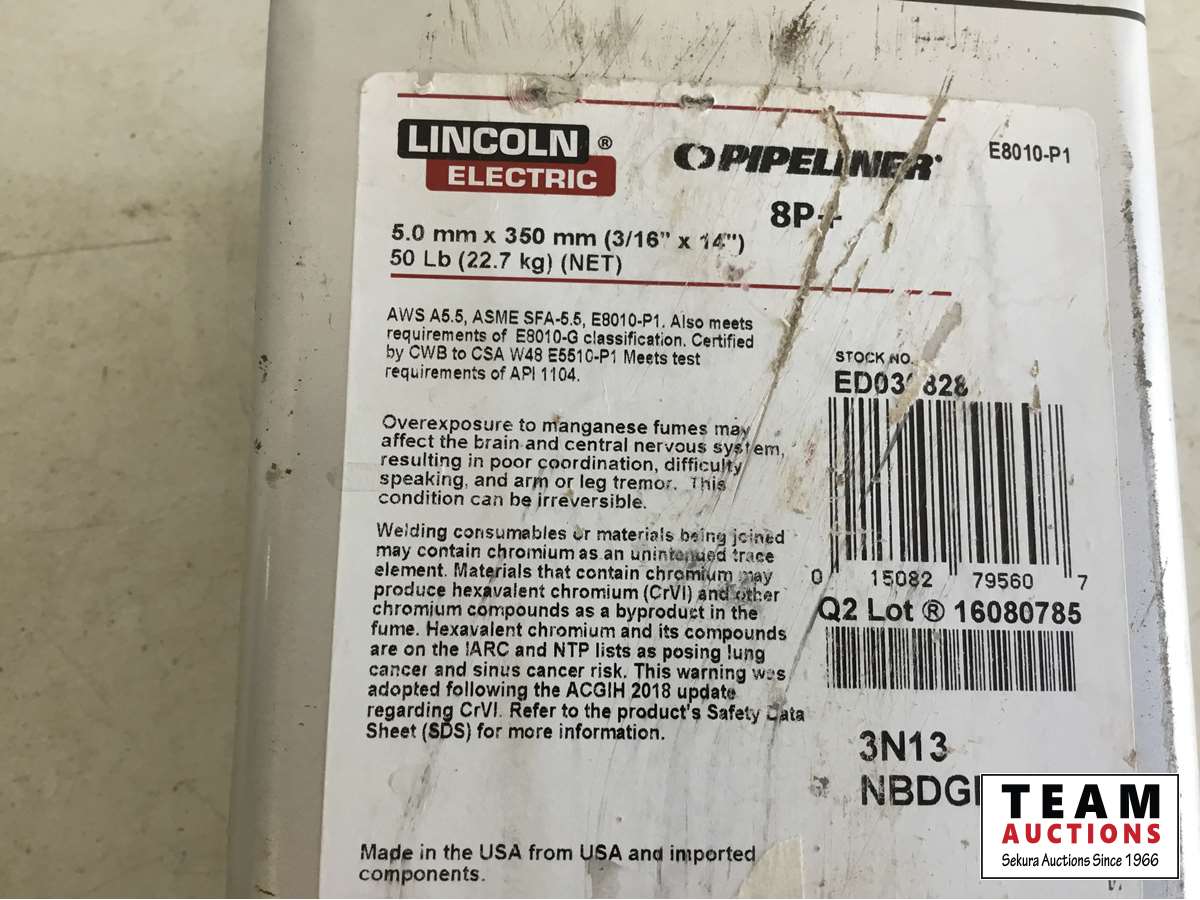 LINCOLN ®
ELECTRIC
PIPELINER®
E8010-P1
8P+
5.0 mm x 350 mm (3/16" x 14")
50 Lb (22.7 kg) (NET)
AWS A5.5, ASME SFA-5.5, E8010-P1. Also meets
requirements of E8010-G classification. Certified
by CWB to CSA W48 E5510-P1 Meets test
requirements of API 1104.
Overexposure to manganese fumes may
affect the brain and central nervous system,
resulting in poor coordination, difficulty
speaking, and arm or leg tremor. This
condition can be irreversible.
Welding consumables or materials being joined
may contain chromium as an unintended trace
element. Materials that contain chromium may
produce hexavalent chromium (CrVI) and other
chromium compounds as a byproduct in the
fume. Hexavalent chromium and its compounds
are on the IARC and NTP lists as posing lung
cancer and sinus cancer risk. This warning was
adopted following the ACGIH 2018 update
regarding CrVI. Refer to the product's Safety Data
Sheet (SDS) for more information.
Made in the USA from USA and imported
components.
STOCK NO.
0 15082 79560 7
Q2 Lot ® 16080785
3N13
TEAM
AUCTIONS
Sekura Auctions Since 1966